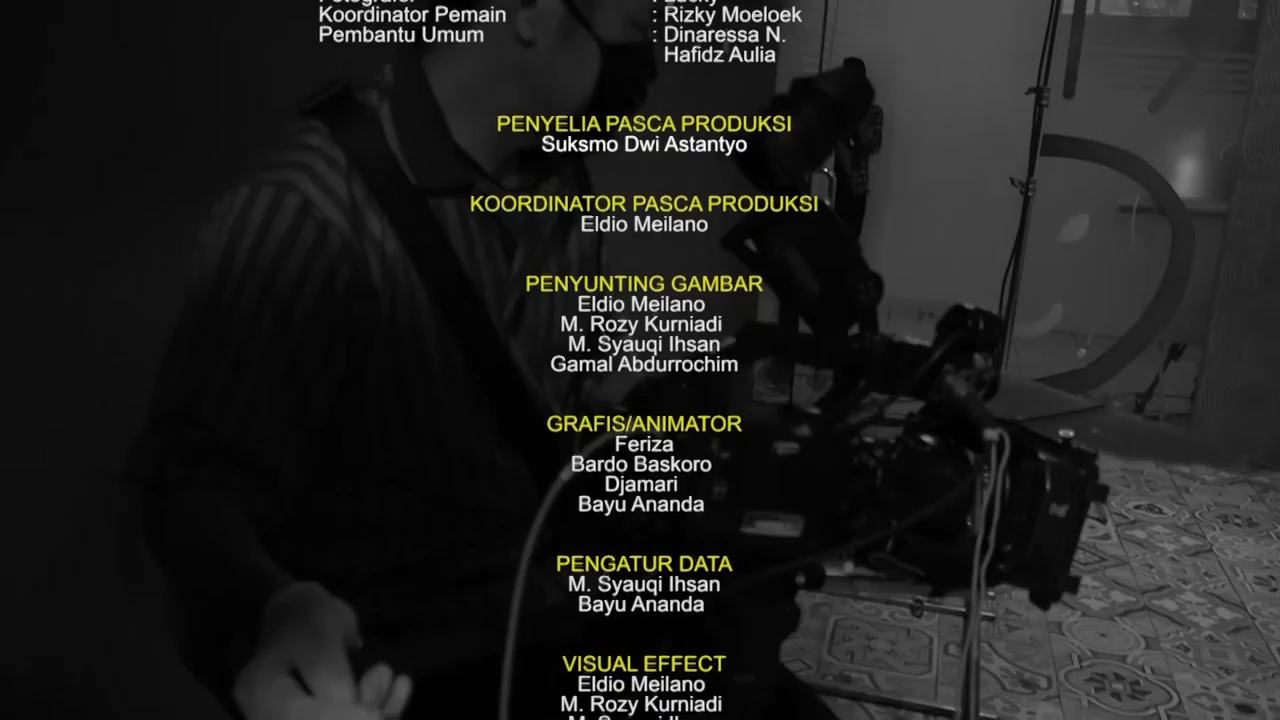 Koordinator Pemain : Rizky Moeloek
Pembantu Umum : Dinaressa N.
Hafidz Aulia
PENYELIA PASCA PRODUKSI
Suksmo Dwi Astantyo
KOORDINATOR PASCA PRODUKSI
Eldio Meilano
PENYUNTING GAMBAR
Eldio Meilano
M. Rozy Kurniadi
M. Syauqi Ihsan
Gamal Abdurrochim
GRAFIS/ANIMATOR
Feriza
Bardo Baskoro
Djamari
Bayu Ananda
PENGATUR DATA
M. Syauqi Ihsan
Bayu Ananda
VISUAL EFFECT
Eldio Meilano
M. Rozy Kurniadi